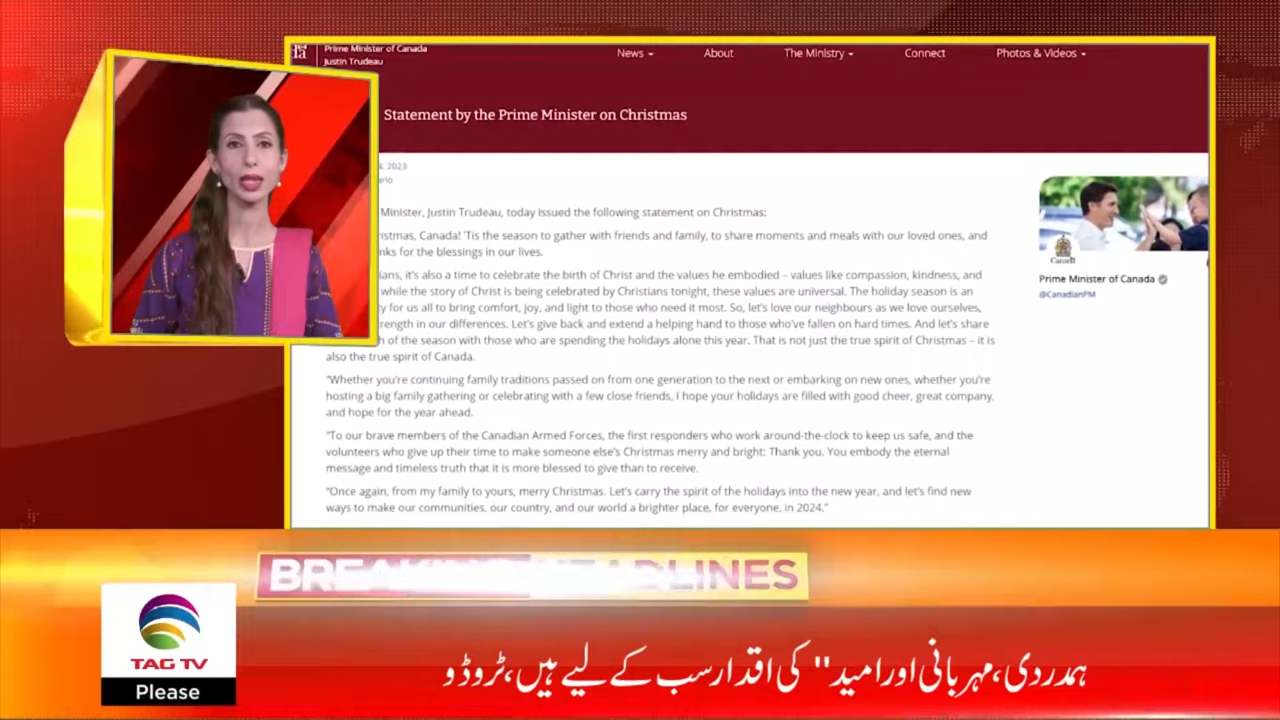 Prime Minister of Canada
Justin Trudeau
News
About
The Ministry
Connect
Photos & Videos
Statement by the Prime Minister on Christmas
2023
Minister, Justin Trudeau, today issued the following statement on Christmas:
Canada! 'Tis the season to gather with friends and family, to share moments and meals with our loved ones, and
for the blessings in our lives.
it's also a time to celebrate the birth of Christ and the values he embodied – values like compassion, kindness, and
while the story of Christ is being celebrated by Christians tonight, these values are universal. The holiday season is an
for us all to bring comfort, joy, and light to those who need it most. So, let's love our neighbours as we love ourselves,
in our differences. Let's give back and extend a helping hand to those who've fallen on hard times. And let's share
of the season with those who are spending the holidays alone this year. That is not just the true spirit of Christmas – it is
also the true spirit of Canada.
"Whether you're continuing family traditions passed on from one generation to the next or embarking on new ones, whether you're
hosting a big family gathering or celebrating with a few close friends, I hope your holidays are filled with good cheer, great company,
and hope for the year ahead.
"To our brave members of the Canadian Armed Forces, the first responders who work around-the-clock to keep us safe, and the
volunteers who give up their time to make someone else's Christmas merry and bright: Thank you. You embody the eternal
message and timeless truth that it is more blessed to give than to receive.
"Once again, from my family to yours, merry Christmas. Let's carry the spirit of the holidays into the new year, and let's find new
ways to make our communities, our country, and our world a brighter place, for everyone, in 2024."
Canada
Prime Minister of Canada
@CanadianPM
BREAKING HEADLINES
TAG TV
Please
ہمدردی، مہربانی اور امید" کی اقدار سب کے لیے ہیں، ٹروڈو